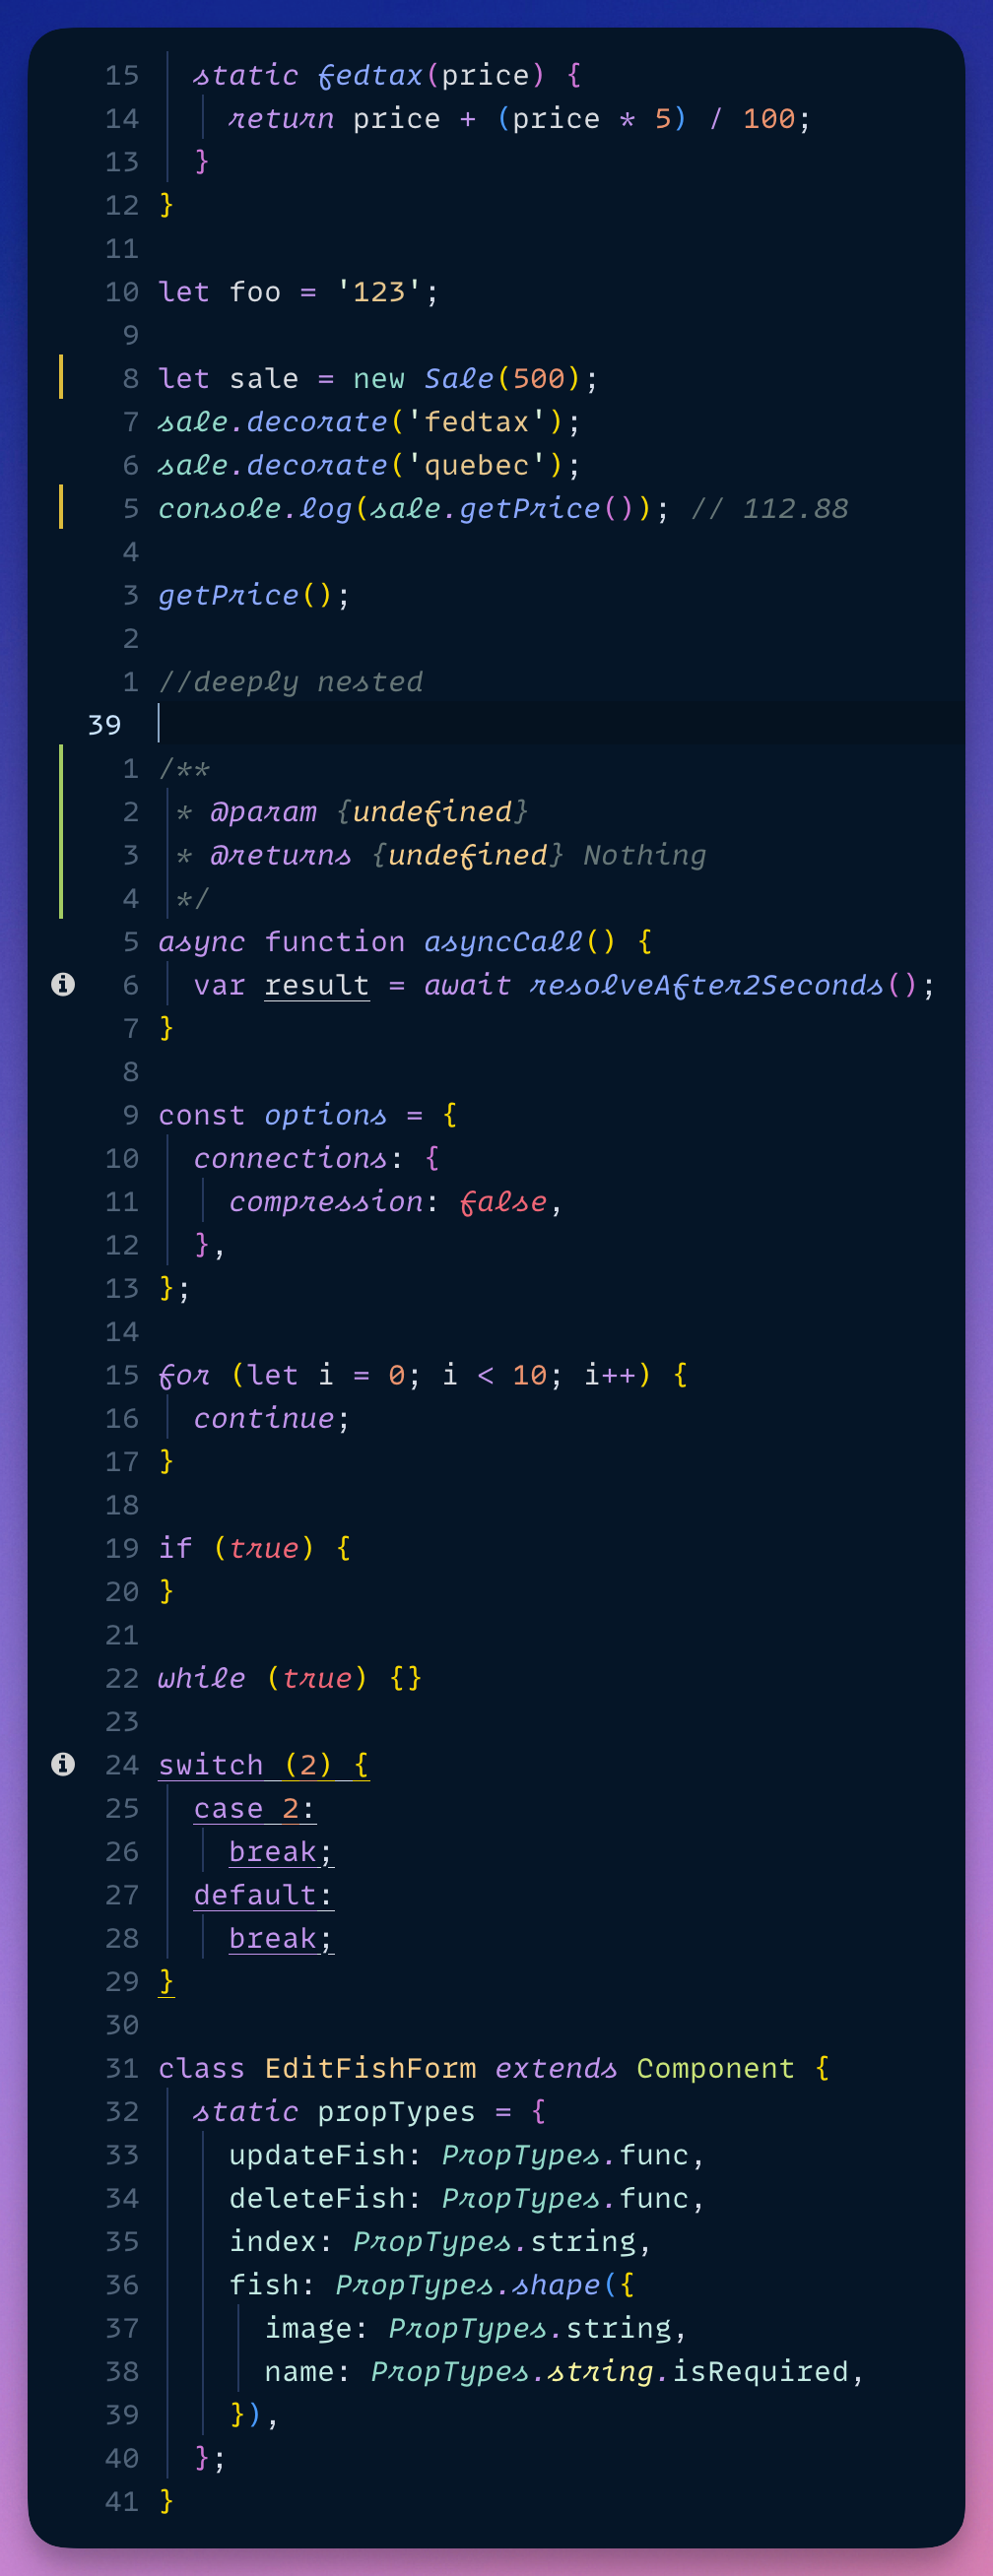 15 static fedtax(price) {
14 return price + (price * 5) / 100;
13 }
12 }
11
10 let foo = '123';
9
8 let sale = new Sale(500);
7 sale.decorate('fedtax');
6 sale.decorate('quebec');
5 console.log(sale.getPrice()); // 112.88
4
3 getPrice();
2
1 //deeply nested
39
1 /**
2 * @param {undefined}
3 * @returns {undefined} Nothing
4 */
5 async function asyncCall() {
6 var result = await resolveAfter2Seconds();
7 }
8
9 const options = {
10 connections: {
11 compression: false,
12 },
13 };
14
15 for (let i = 0; i < 10; i++) {
16 continue;
17 }
18
19 if (true) {
20 }
21
22 while (true) {}
23
24 switch (2) {
25 case 2:
26 break;
27 default:
28 break;
29 }
30
31 class EditFishForm extends Component {
32 static propTypes = {
33 updateFish: PropTypes.func,
34 deleteFish: PropTypes.func,
35 index: PropTypes.string,
36 fish: PropTypes.shape({
37 image: PropTypes.string,
38 name: PropTypes.string.isRequired,
39 }),
40 };
41 }